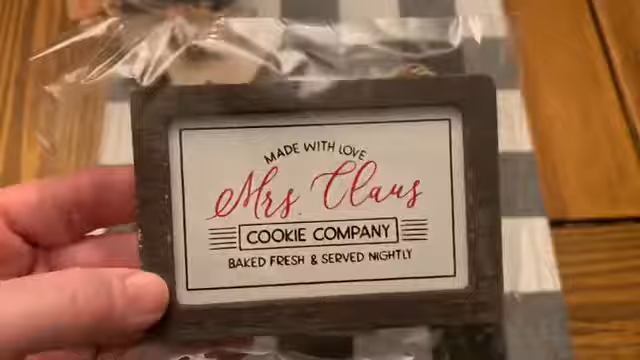 MADE WITH LOVE
Mrs. Claus
COOKIE COMPANY
BAKED FRESH & SERVED NIGHTLY